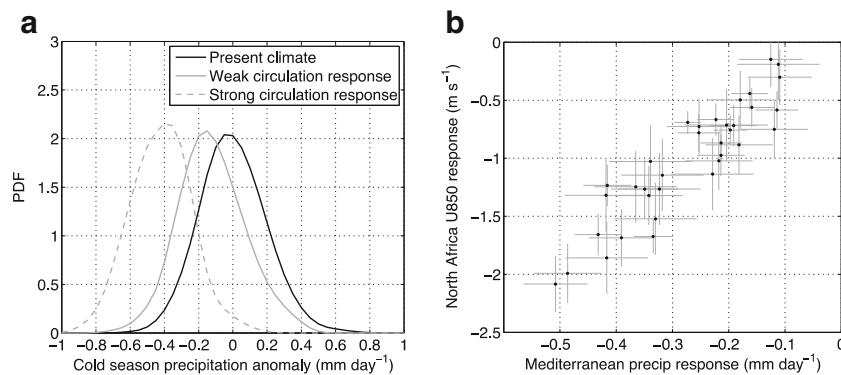 a
3
2.5
2
1.5
1
0.5
0
PDF
Present climate
Weak circulation response
Strong circulation response
−1 −0.8 −0.6 −0.4 −0.2 0 0.2 0.4 0.6 0.8 1
Cold season precipitation anomaly (mm day−1)
b
0
−0.5
−1
−1.5
−2
−2.5
North Africa U850 response (m s−1)
−0.5 −0.4 −0.3 −0.2 −0.1 0
Mediterranean precip response (mm day−1)